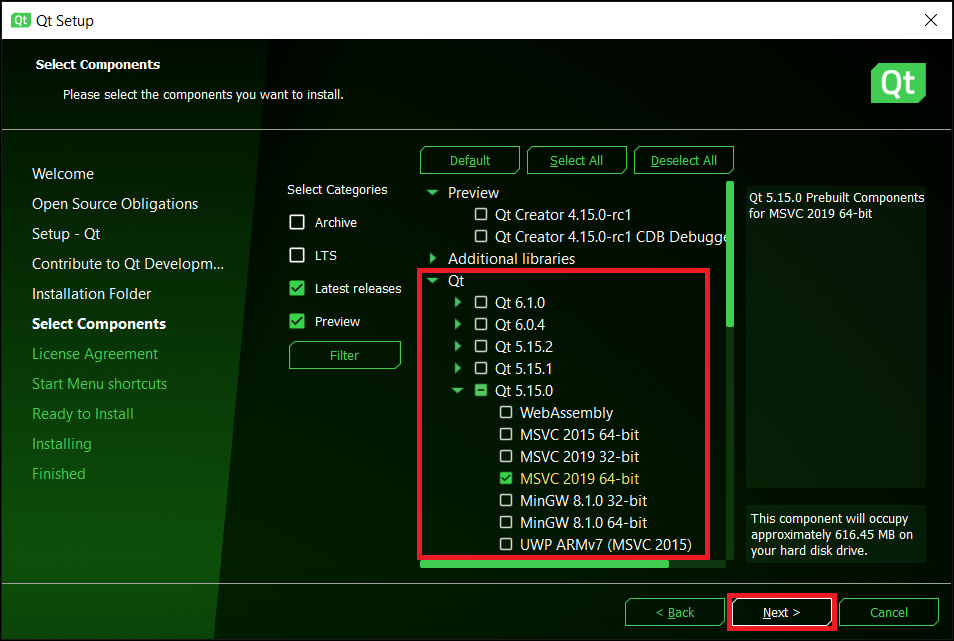 Qt Qt Setup
Select Components
Please select the components you want to install.
Qt
Welcome
Open Source Obligations
Setup - Qt
Contribute to Qt Developm...
Installation Folder
Select Components
License Agreement
Start Menu shortcuts
Ready to Install
Installing
Finished
Select Categories
Archive
LTS
Latest releases
Preview
Filter
Default
Select All
Deselect All
Preview
Qt Creator 4.15.0-rc1
Qt Creator 4.15.0-rc1 CDB Debugge
Additional libraries
Qt
Qt 6.1.0
Qt 6.0.4
Qt 5.15.2
Qt 5.15.1
Qt 5.15.0
WebAssembly
MSVC 2015 64-bit
MSVC 2019 32-bit
MSVC 2019 64-bit
MinGW 8.1.0 32-bit
MinGW 8.1.0 64-bit
UWP ARMv7 (MSVC 2015)
Qt 5.15.0 Prebuilt Components
for MSVC 2019 64-bit
This component will occupy
approximately 616.45 MB on
your hard disk drive.
< Back
Next >
Cancel